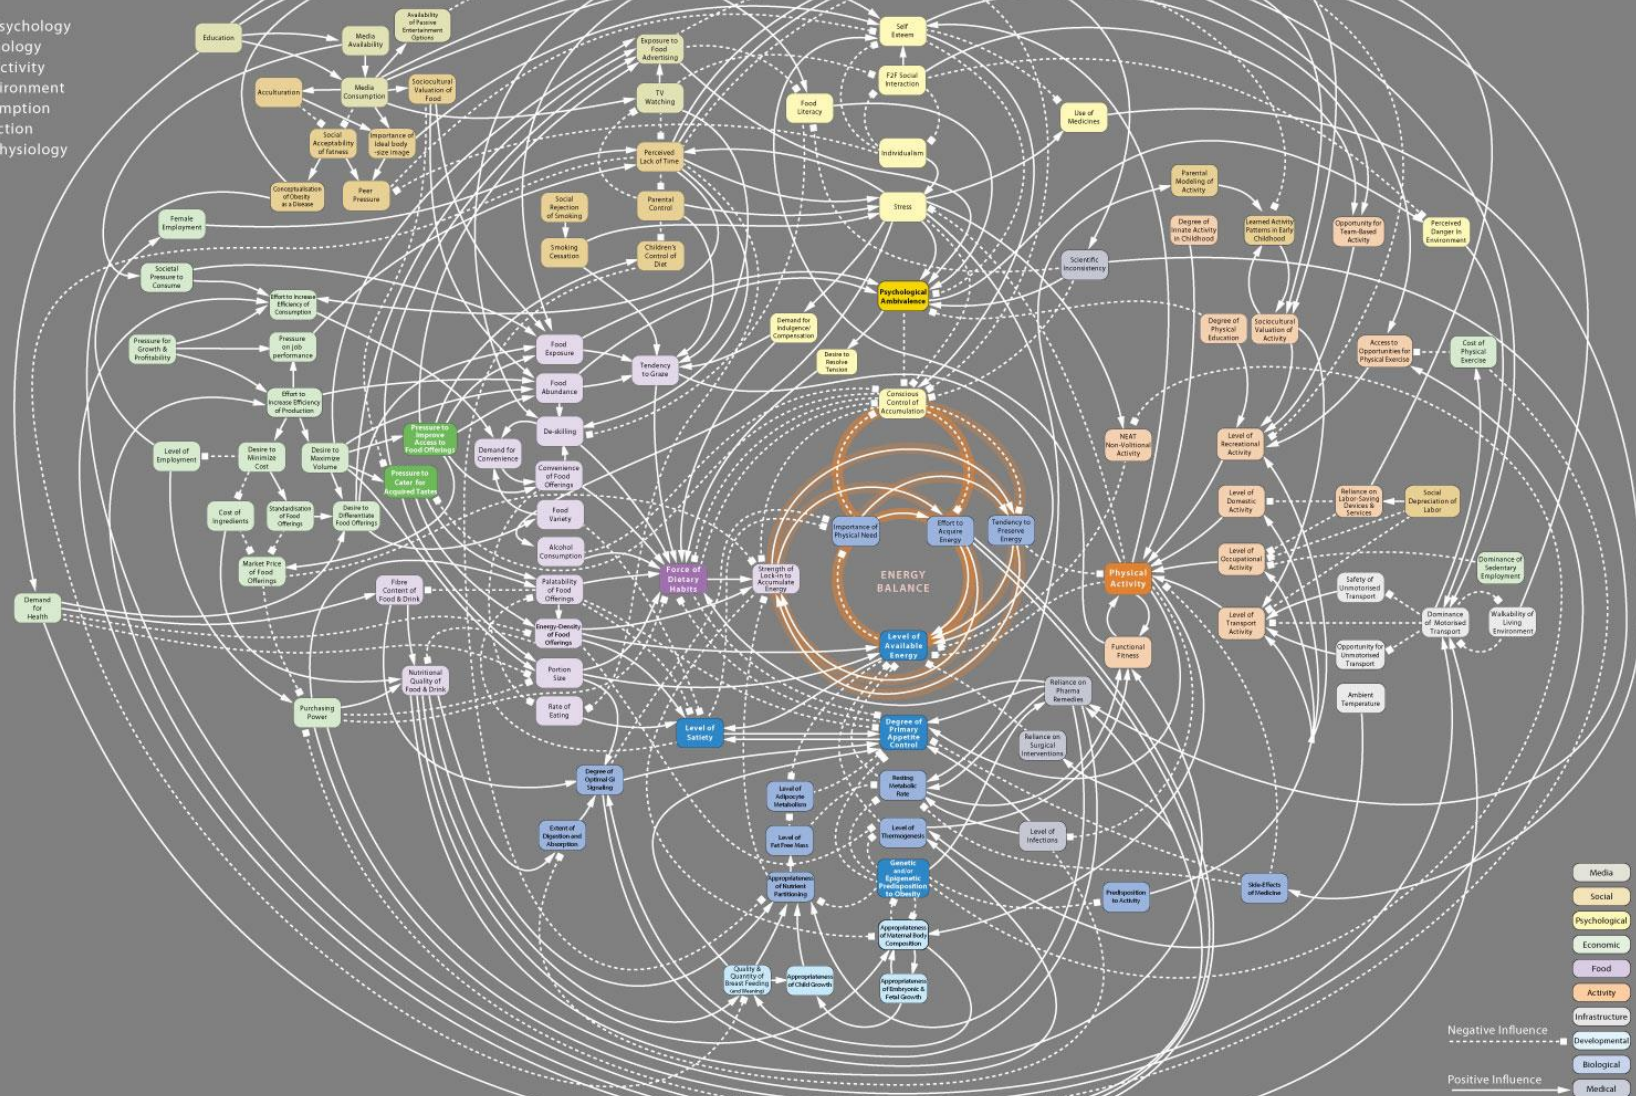 sychology
ology
ctivity
ironment
mption
ction
hysiology
Education
Media
Availability
Availability
of Passive
Entertainment
Options
Acculturation
Media
Consumption
Sociocultural
Valuation of
Food
Social
Acceptability
of fatness
Importance of
Ideal body
-size image
Conceptualisation
of Obesity
as a Disease
Peer
Pressure
Exposure to
Food
Advertising
TV
Watching
Perceived
Lack of Time
Parental
Control
Children's
Control of
Diet
Social
Rejection
of Smoking
Smoking
Cessation
Self
Esteem
F2F Social
Interaction
Food
Literacy
Individualism
Stress
Use of
Medicines
Psychological
Ambivalence
Scientific
Inconsistency
Demand for
Indulgence/
Compensation
Desire to
Resolve
Tension
Conscious
Control of
Accumulation
Parental
Modeling of
Activity
Degree of
Innate Activity
in Childhood
Learned Activity
Patterns in Early
Childhood
Opportunity for
Team-Based
Activity
Perceived
Danger In
Environment
Degree of
Physical
Education
Sociocultural
Valuation of
Activity
Access to
Opportunities for
Physical Exercise
Cost of
Physical
Exercise
Female
Employment
Societal
Pressure to
Consume
Effort to Increase
Efficiency of
Consumption
Pressure for
Growth &
Profitability
Pressure
on job
performance
Effort to
Increase Efficiency
of Production
Level of
Employment
Desire to
Minimize
Cost
Desire to
Maximize
Volume
Pressure to
Improve
Access to
Food Offerings
Pressure to
Cater for
Acquired Tastes
Cost of
Ingredients
Standardisation
of Food
Offerings
Desire to
Differentiate
Food Offerings
Market Price
of Food
Offerings
Demand
for
Health
Fibre
Content of
Food & Drink
Nutritional
Quality of
Food & Drink
Purchasing
Power
Food
Exposure
Food
Abundance
Tendency
to Graze
De-skilling
Demand for
Convenience
Convenience
of Food
Offerings
Food
Variety
Alcohol
Consumption
Palatability
of Food
Offerings
Energy-Density
of Food
Offerings
Portion
Size
Rate of
Eating
Force of
Dietary
Habits
Strength of
Lock-in to
Accumulate
Energy
Importance of
Physical Need
Effort to
Acquire
Energy
Tendency to
Preserve
Energy
ENERGY
BALANCE
Level of
Available
Energy
Level of
Satiety
Degree of
Primary
Appetite
Control
NEAT
Non-Volitional
Activity
Level of
Recreational
Activity
Level of
Domestic
Activity
Reliance on
Labor-Saving
Devices &
Services
Social
Depreciation of
Labor
Level of
Occupational
Activity
Physical
Activity
Level of
Transport
Activity
Functional
Fitness
Safety of
Unmotorised
Transport
Dominance of
Sedentary
Employment
Dominance
of Motorised
Transport
Walkability of
Living
Environment
Opportunity for
Unmotorised
Transport
Ambient
Temperature
Reliance on
Pharma
Remedies
Reliance on
Surgical
Interventions
Degree of
Optimal GI
Signaling
Extent of
Digestion and
Absorption
Level of
Adipocyte
Metabolism
Level of
Fat Free Mass
Appropriateness
of Nutrient
Partitioning
Resting
Metabolic
Rate
Level of
Thermogenesis
Genetic
and/or
Epigenetic
Predisposition
to Obesity
Level of
Infections
Predisposition
to Activity
Side-Effects
of Medicine
Appropriateness
of Maternal Body
Composition
Quality &
Quantity of
Breast Feeding
(and Weaning)
Appropriateness
of Child Growth
Appropriateness
of Embryonic &
Fetal Growth
Media
Social
Psychological
Economic
Food
Activity
Infrastructure
Developmental
Biological
Medical
Negative Influence
Positive Influence